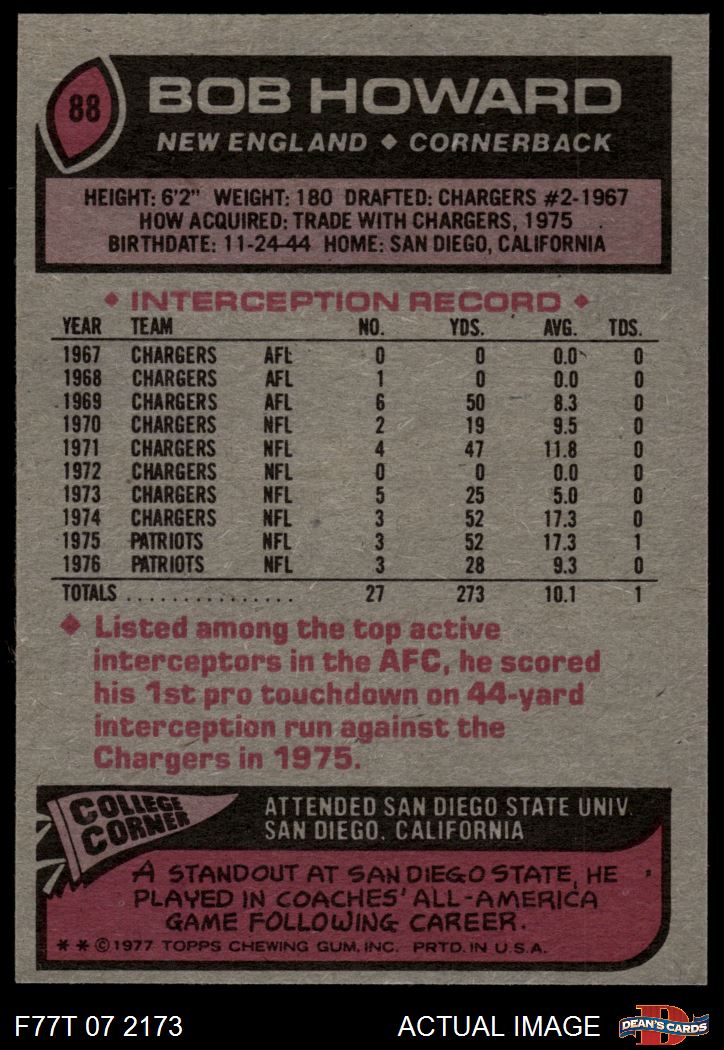 88
BOB HOWARD
NEW ENGLAND ♦ CORNERBACK
HEIGHT: 6'2" WEIGHT: 180 DRAFTED: CHARGERS #2-1967
HOW ACQUIRED: TRADE WITH CHARGERS, 1975
BIRTHDATE: 11-24-44 HOME: SAN DIEGO, CALIFORNIA
♦ INTERCEPTION RECORD ♦
YEAR TEAM NO. YDS. AVG. TDS.
1967 CHARGERS AFL 0 0 0.0 0
1968 CHARGERS AFL 1 0 0.0 0
1969 CHARGERS AFL 6 50 8.3 0
1970 CHARGERS NFL 2 19 9.5 0
1971 CHARGERS NFL 4 47 11.8 0
1972 CHARGERS NFL 0 0 0.0 0
1973 CHARGERS NFL 5 25 5.0 0
1974 CHARGERS NFL 3 52 17.3 0
1975 PATRIOTS NFL 3 52 17.3 1
1976 PATRIOTS NFL 3 28 9.3 0
TOTALS . . . . . . . . . . . . . . . 27 273 10.1 1
♦ Listed among the top active
interceptors in the AFC, he scored
his 1st pro touchdown on 44-yard
interception run against the
Chargers in 1975.
COLLEGE
CORNER
ATTENDED SAN DIEGO STATE UNIV.
SAN DIEGO, CALIFORNIA
A STANDOUT AT SAN DIEGO STATE, HE
PLAYED IN COACHES' ALL-AMERICA
GAME FOLLOWING CAREER.
* * © 1977 TOPPS CHEWING GUM, INC. PRTD. IN U.S.A.
F77T 07 2173 ACTUAL IMAGE
D
DEAN'S CARDS